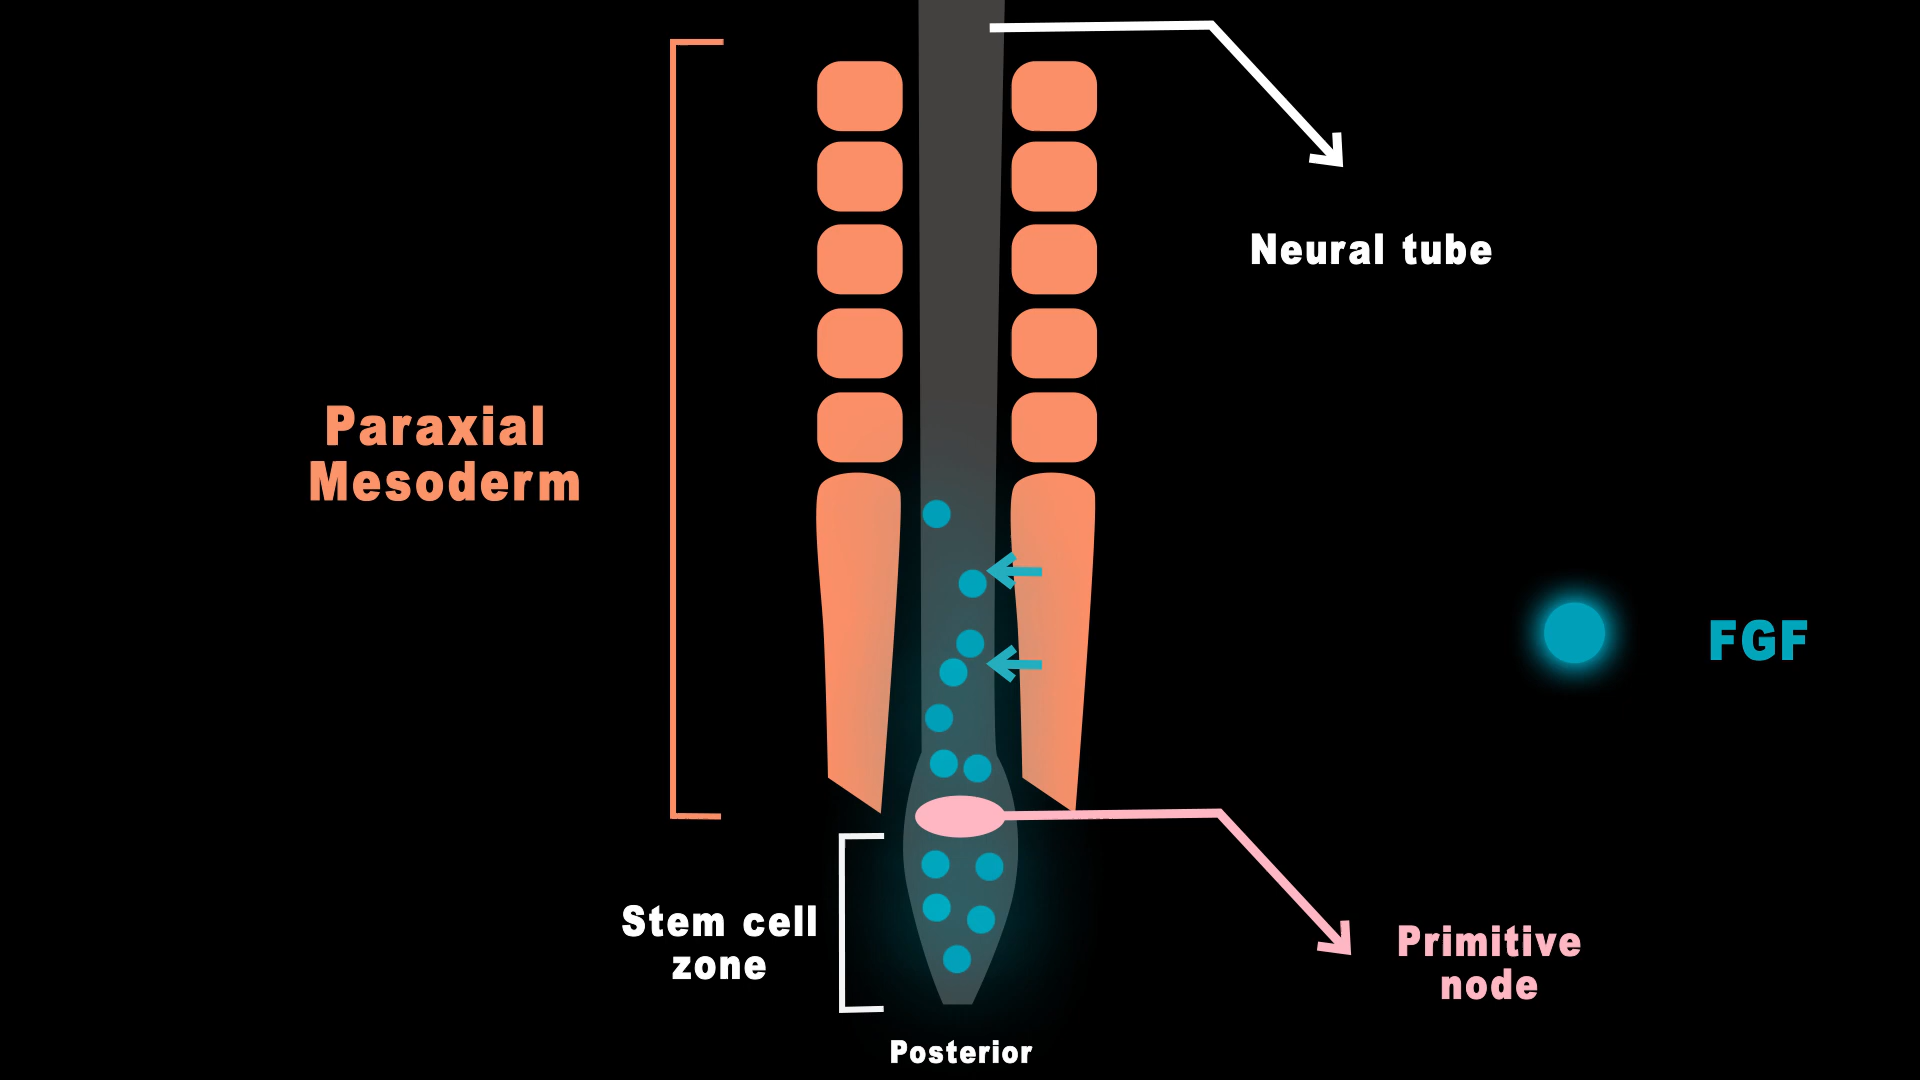 Neural tube
Paraxial
Mesoderm
FGF
Stem cell
zone
Primitive
node
Posterior